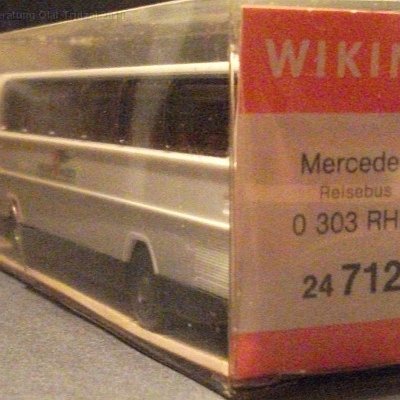 WIKIN
Mercede
Reisebus
0 303 RH
24 712